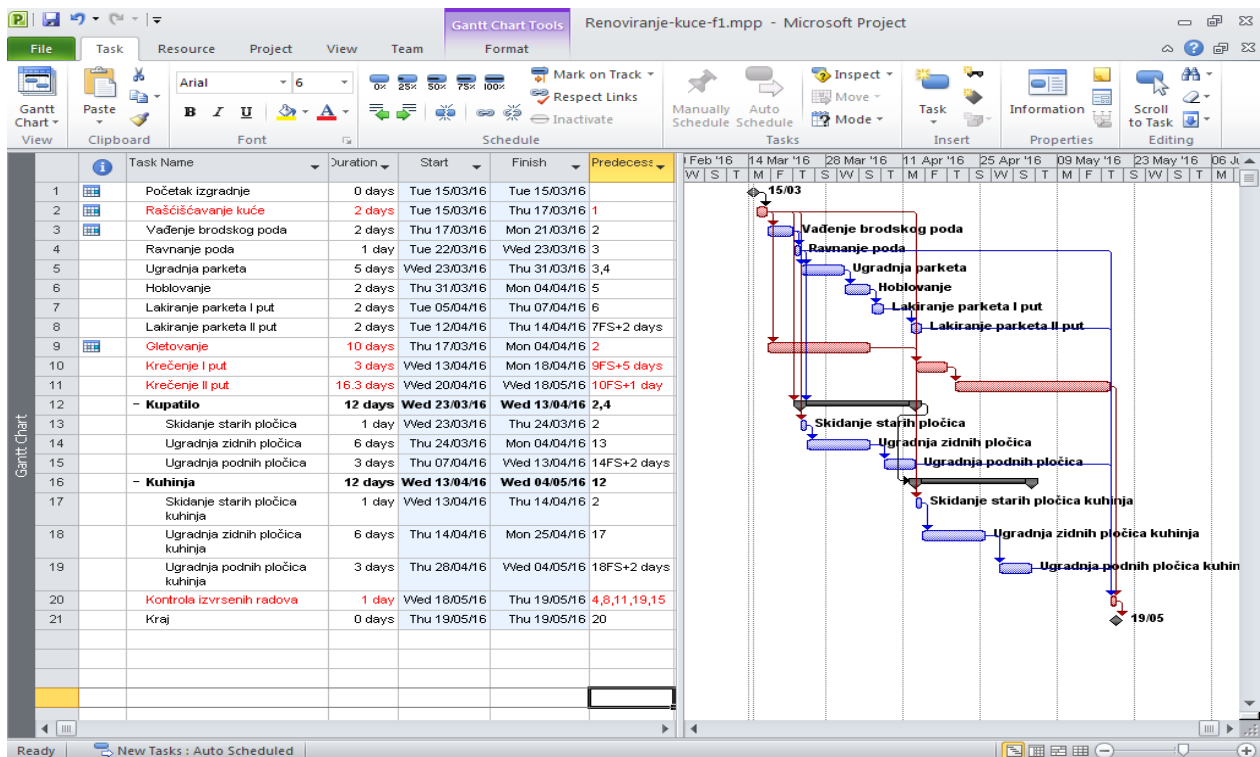 Gantt Chart Tools
Renoviranje-kuce-f1.mpp - Microsoft Project
File Task Resource Project View Team Format
Gantt Chart
Paste
Arial 6
B I U A
0% 25% 50% 75% 100%
Mark on Track
Respect Links
Inactivate
Manually Schedule
Auto Schedule
Inspect
Move
Mode
Task
Information
Scroll to Task
View Clipboard Font Schedule Tasks Insert Properties Editing
Task Name Duration Start Finish Predecess
Feb '16 14 Mar '16 28 Mar '16 11 Apr '16 25 Apr '16 09 May '16 23 May '16 06 J
W S T M F T S W S T M F T S W S T M F T S W S T M
1 Početak izgradnje 0 days Tue 15/03/16 Tue 15/03/16
2 Rašćišćavanje kuće 2 days Tue 15/03/16 Thu 17/03/16 1
3 Vađenje brodskog poda 2 days Thu 17/03/16 Mon 21/03/16 2
4 Ravnanje poda 1 day Tue 22/03/16 Wed 23/03/16 3
5 Ugradnja parketa 5 days Wed 23/03/16 Thu 31/03/16 3,4
6 Hoblovanje 2 days Thu 31/03/16 Mon 04/04/16 5
7 Lakiranje parketa I put 2 days Tue 05/04/16 Thu 07/04/16 6
8 Lakiranje parketa II put 2 days Tue 12/04/16 Thu 14/04/16 7FS+2 days
9 Gletovanje 10 days Thu 17/03/16 Mon 04/04/16 2
10 Krečenje I put 3 days Wed 13/04/16 Mon 18/04/16 9FS+5 days
11 Krečenje II put 16.3 days Wed 20/04/16 Wed 18/05/16 10FS+1 day
12 − Kupatilo 12 days Wed 23/03/16 Wed 13/04/16 2,4
13 Skidanje starih pločica 1 day Wed 23/03/16 Thu 24/03/16 2
14 Ugradnja zidnih pločica 6 days Thu 24/03/16 Mon 04/04/16 13
15 Ugradnja podnih pločica 3 days Thu 07/04/16 Wed 13/04/16 14FS+2 days
16 − Kuhinja 12 days Wed 13/04/16 Wed 04/05/16 12
17 Skidanje starih pločica kuhinja 1 day Wed 13/04/16 Thu 14/04/16 2
18 Ugradnja zidnih pločica kuhinja 6 days Thu 14/04/16 Mon 25/04/16 17
19 Ugradnja podnih pločica kuhinja 3 days Thu 28/04/16 Wed 04/05/16 18FS+2 days
20 Kontrola izvrsenih radova 1 day Wed 18/05/16 Thu 19/05/16 4,8,11,19,15
21 Kraj 0 days Thu 19/05/16 Thu 19/05/16 20
Gantt Chart
15/03
Vađenje brodskog poda
Ravnanje poda
Ugradnja parketa
Hoblovanje
Lakiranje parketa I put
Lakiranje parketa II put
Skidanje starih pločica
Ugradnja zidnih pločica
Ugradnja podnih pločica
Skidanje starih pločica kuhinja
Ugradnja zidnih pločica kuhinja
Ugradnja podnih pločica kuhin
19/05
Ready New Tasks : Auto Scheduled